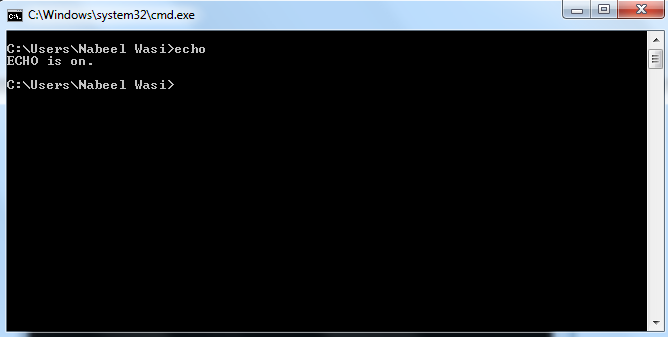 C:\Windows\system32\cmd.exe
C:\Users\Nabeel Wasi>echo
ECHO is on.
C:\Users\Nabeel Wasi>